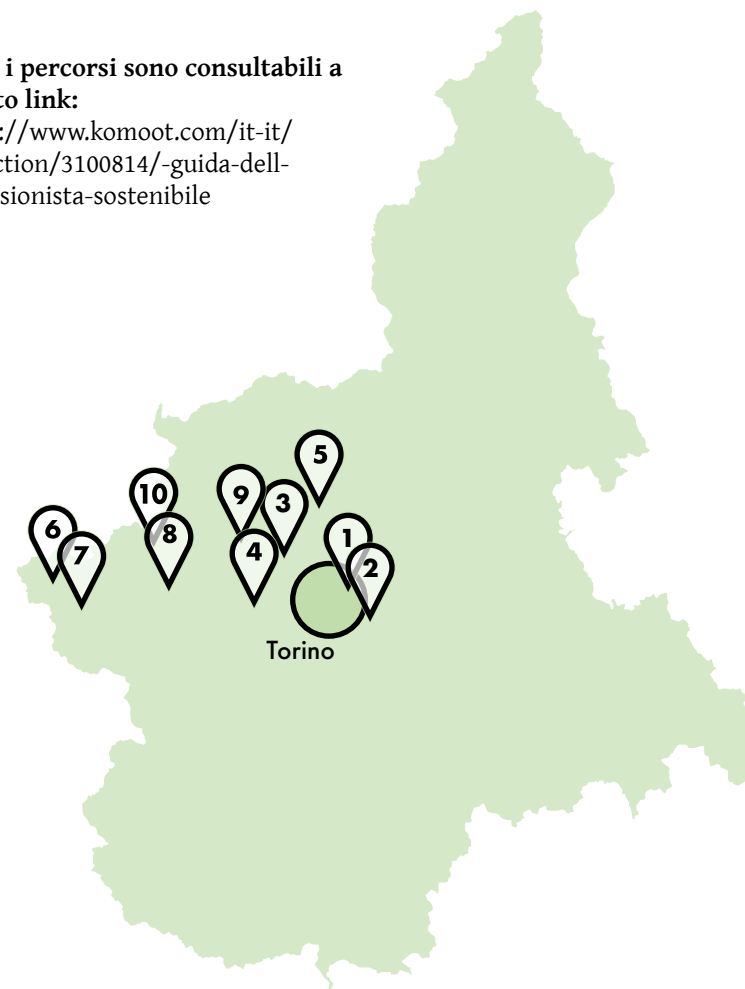 i percorsi sono consultabili a
to link:
://www.komoot.com/it-it/
ction/3100814/-guida-dell-
sionista-sostenibile
5
10
9
3
6
8
1
7
4
2
Torino